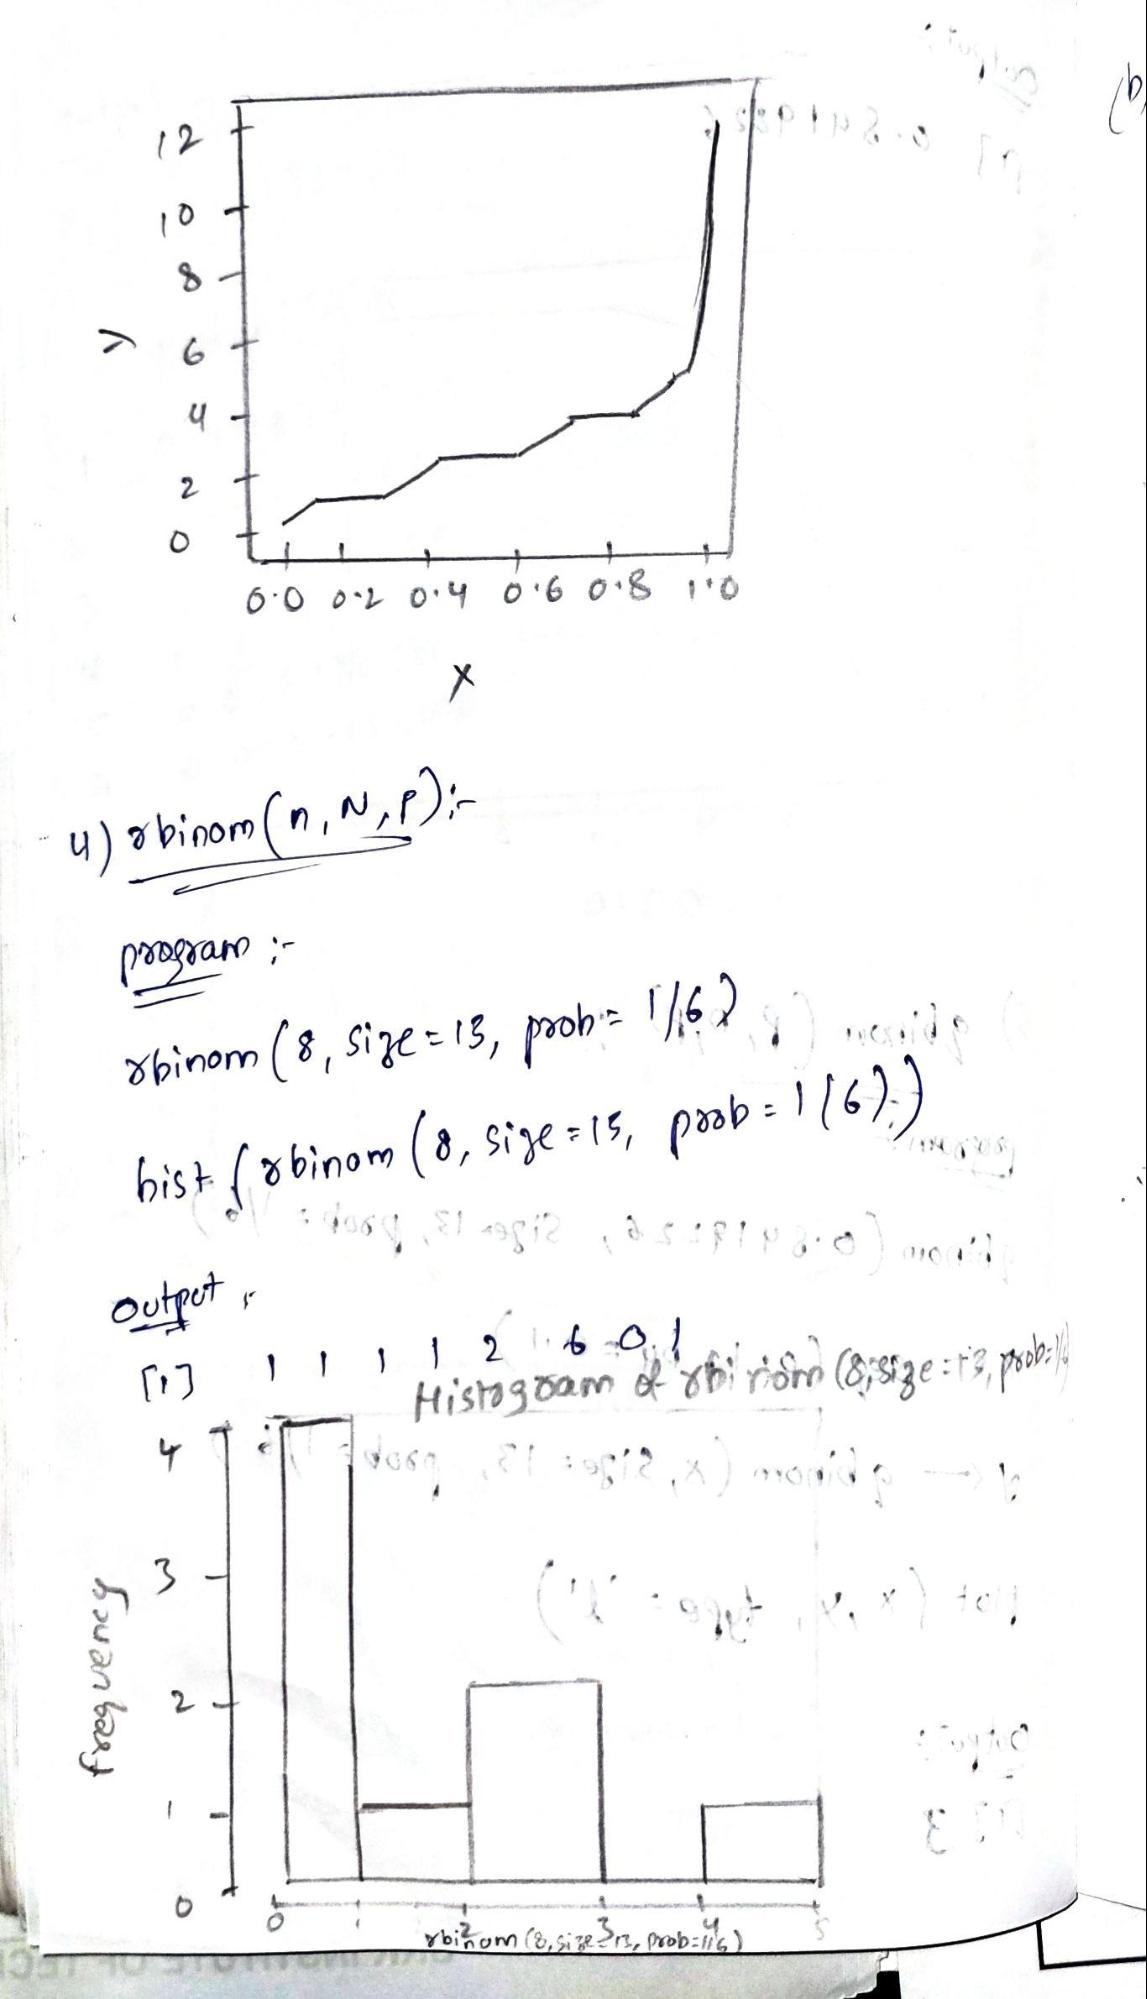 12
10
8
6
4
2
0
y
0.0 0.2 0.4 0.6 0.8 1.0
x
4) rbinom (n, N, P):-
program :-
rbinom (8, size = 13, prob = 1/6)
hist (rbinom (8, size = 15, prob = 1/6))
Output :-
[1] 1 1 1 1 2 6 0 1
Histogram of rbinom (8, size = 13, prob = 1/6
4
3
2
1
0
frequency
0 1 2 3 4 5
rbinom (8, size = 13, prob = 1/6)